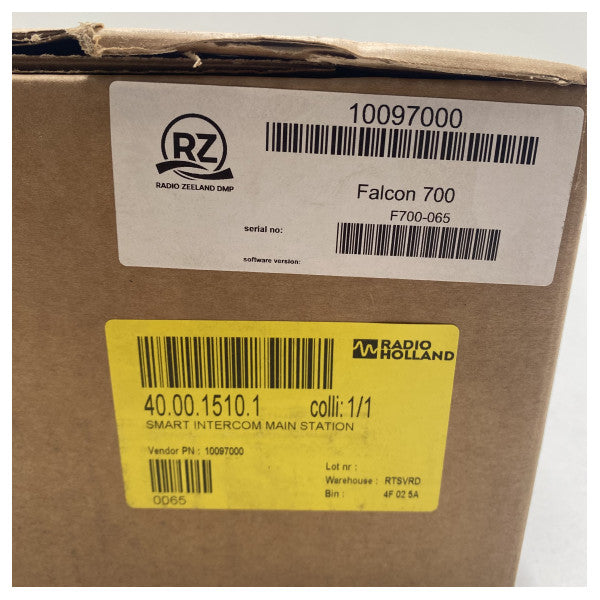 10097000
RZ
RADIO ZEELAND DMP
Falcon 700
F700-065
serial no:
software version:
RADIO
HOLLAND
40.00.1510.1 colli: 1/1
SMART INTERCOM MAIN STATION
Vendor PN : 10097000
0065
Lot nr :
Warehouse : RTSVRD
Bin : 4F 02 5A